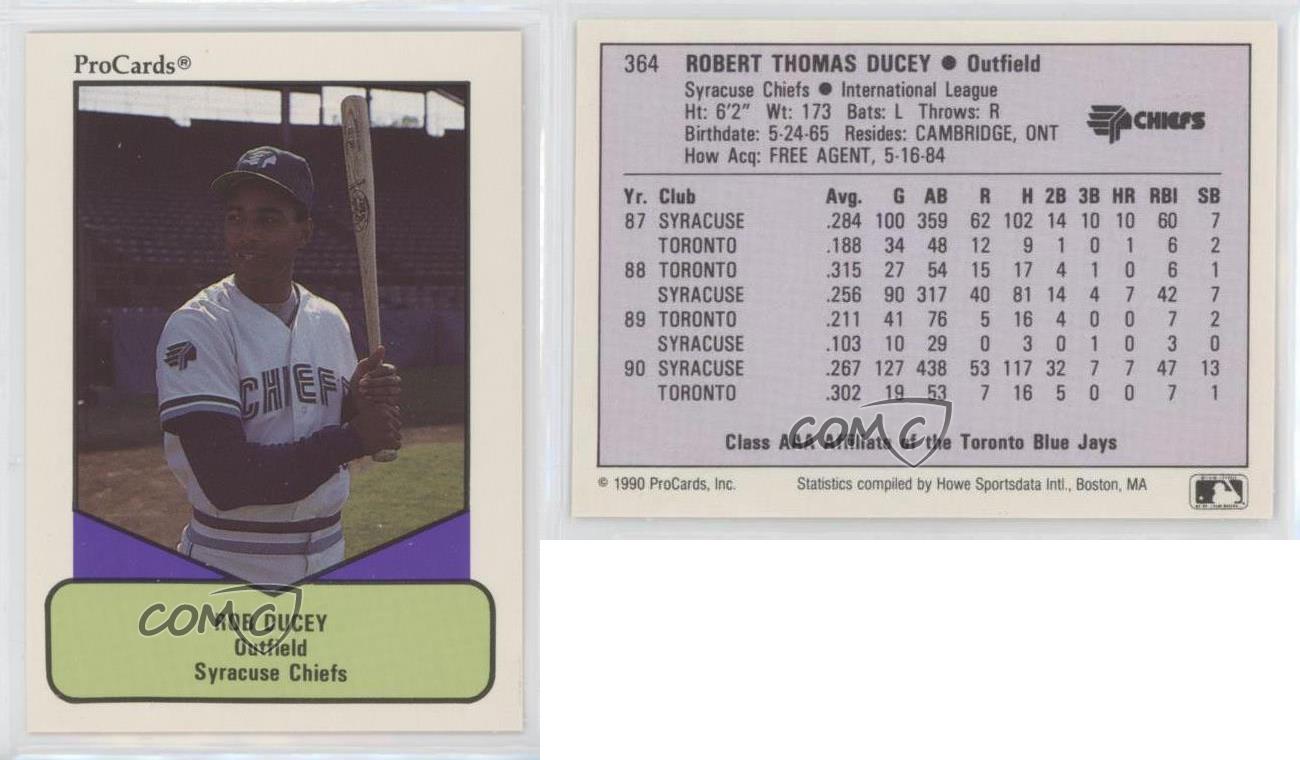 ProCards®
CHIEF
ROB DUCEY
Outfield
Syracuse Chiefs
COMC
364 ROBERT THOMAS DUCEY ● Outfield
Syracuse Chiefs ● International League
Ht: 6'2" Wt: 173 Bats: L Throws: R
Birthdate: 5-24-65 Resides: CAMBRIDGE, ONT
How Acq: FREE AGENT, 5-16-84
CHIEFS
Yr. Club Avg. G AB R H 2B 3B HR RBI SB
87 SYRACUSE .284 100 359 62 102 14 10 10 60 7
TORONTO .188 34 48 12 9 1 0 1 6 2
88 TORONTO .315 27 54 15 17 4 1 0 6 1
SYRACUSE .256 90 317 40 81 14 4 7 42 7
89 TORONTO .211 41 76 5 16 4 0 0 7 2
SYRACUSE .103 10 29 0 3 0 1 0 3 0
90 SYRACUSE .267 127 438 53 117 32 7 7 47 13
TORONTO .302 19 53 7 16 5 0 0 7 1
COMC
Class AAA Affiliate of the Toronto Blue Jays
© 1990 ProCards, Inc. Statistics compiled by Howe Sportsdata Intl., Boston, MA